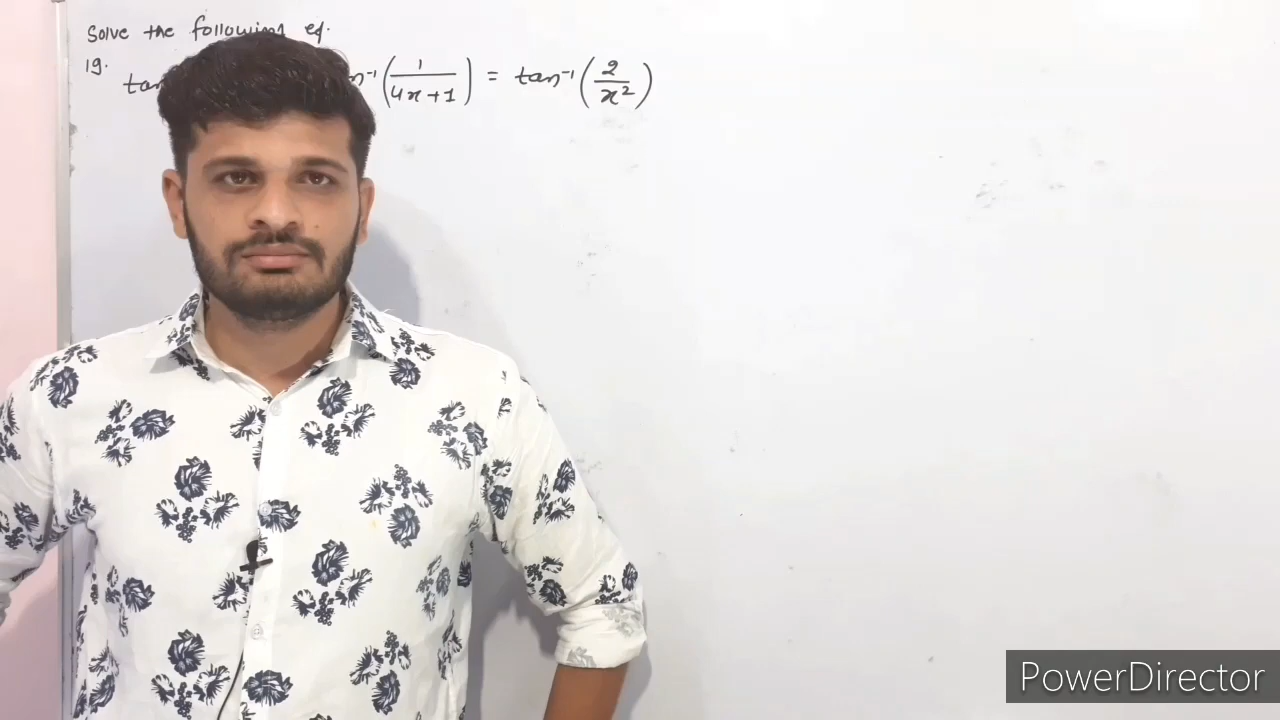 Solve the following eq.
19. tan⁻¹ (1/(4x+1)) = tan⁻¹ (2/x²)
PowerDirector